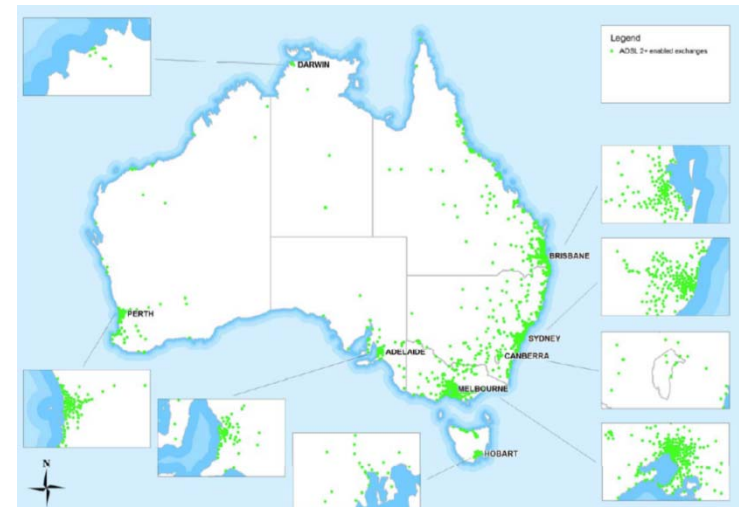 Legend
ADSL 2+ enabled exchanges
DARWIN
BRISBANE
PERTH
SYDNEY
ADELAIDE
CANBERRA
MELBOURNE
HOBART
N